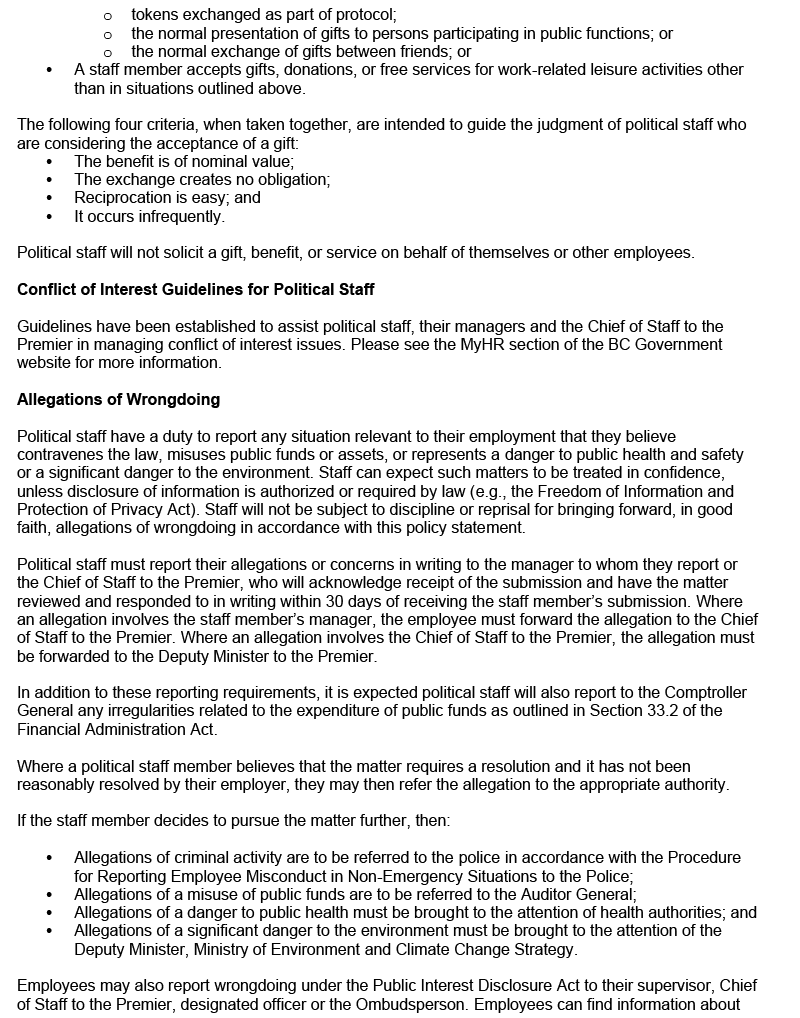 o tokens exchanged as part of protocol;
o the normal presentation of gifts to persons participating in public functions; or
o the normal exchange of gifts between friends; or
• A staff member accepts gifts, donations, or free services for work-related leisure activities other
than in situations outlined above.
The following four criteria, when taken together, are intended to guide the judgment of political staff who
are considering the acceptance of a gift:
• The benefit is of nominal value;
• The exchange creates no obligation;
• Reciprocation is easy; and
• It occurs infrequently.
Political staff will not solicit a gift, benefit, or service on behalf of themselves or other employees.
Conflict of Interest Guidelines for Political Staff
Guidelines have been established to assist political staff, their managers and the Chief of Staff to the
Premier in managing conflict of interest issues. Please see the MyHR section of the BC Government
website for more information.
Allegations of Wrongdoing
Political staff have a duty to report any situation relevant to their employment that they believe
contravenes the law, misuses public funds or assets, or represents a danger to public health and safety
or a significant danger to the environment. Staff can expect such matters to be treated in confidence,
unless disclosure of information is authorized or required by law (e.g., the Freedom of Information and
Protection of Privacy Act). Staff will not be subject to discipline or reprisal for bringing forward, in good
faith, allegations of wrongdoing in accordance with this policy statement.
Political staff must report their allegations or concerns in writing to the manager to whom they report or
the Chief of Staff to the Premier, who will acknowledge receipt of the submission and have the matter
reviewed and responded to in writing within 30 days of receiving the staff member's submission. Where
an allegation involves the staff member's manager, the employee must forward the allegation to the Chief
of Staff to the Premier. Where an allegation involves the Chief of Staff to the Premier, the allegation must
be forwarded to the Deputy Minister to the Premier.
In addition to these reporting requirements, it is expected political staff will also report to the Comptroller
General any irregularities related to the expenditure of public funds as outlined in Section 33.2 of the
Financial Administration Act.
Where a political staff member believes that the matter requires a resolution and it has not been
reasonably resolved by their employer, they may then refer the allegation to the appropriate authority.
If the staff member decides to pursue the matter further, then:
• Allegations of criminal activity are to be referred to the police in accordance with the Procedure
for Reporting Employee Misconduct in Non-Emergency Situations to the Police;
• Allegations of a misuse of public funds are to be referred to the Auditor General;
• Allegations of a danger to public health must be brought to the attention of health authorities; and
• Allegations of a significant danger to the environment must be brought to the attention of the
Deputy Minister, Ministry of Environment and Climate Change Strategy.
Employees may also report wrongdoing under the Public Interest Disclosure Act to their supervisor, Chief
of Staff to the Premier, designated officer or the Ombudsperson. Employees can find information about